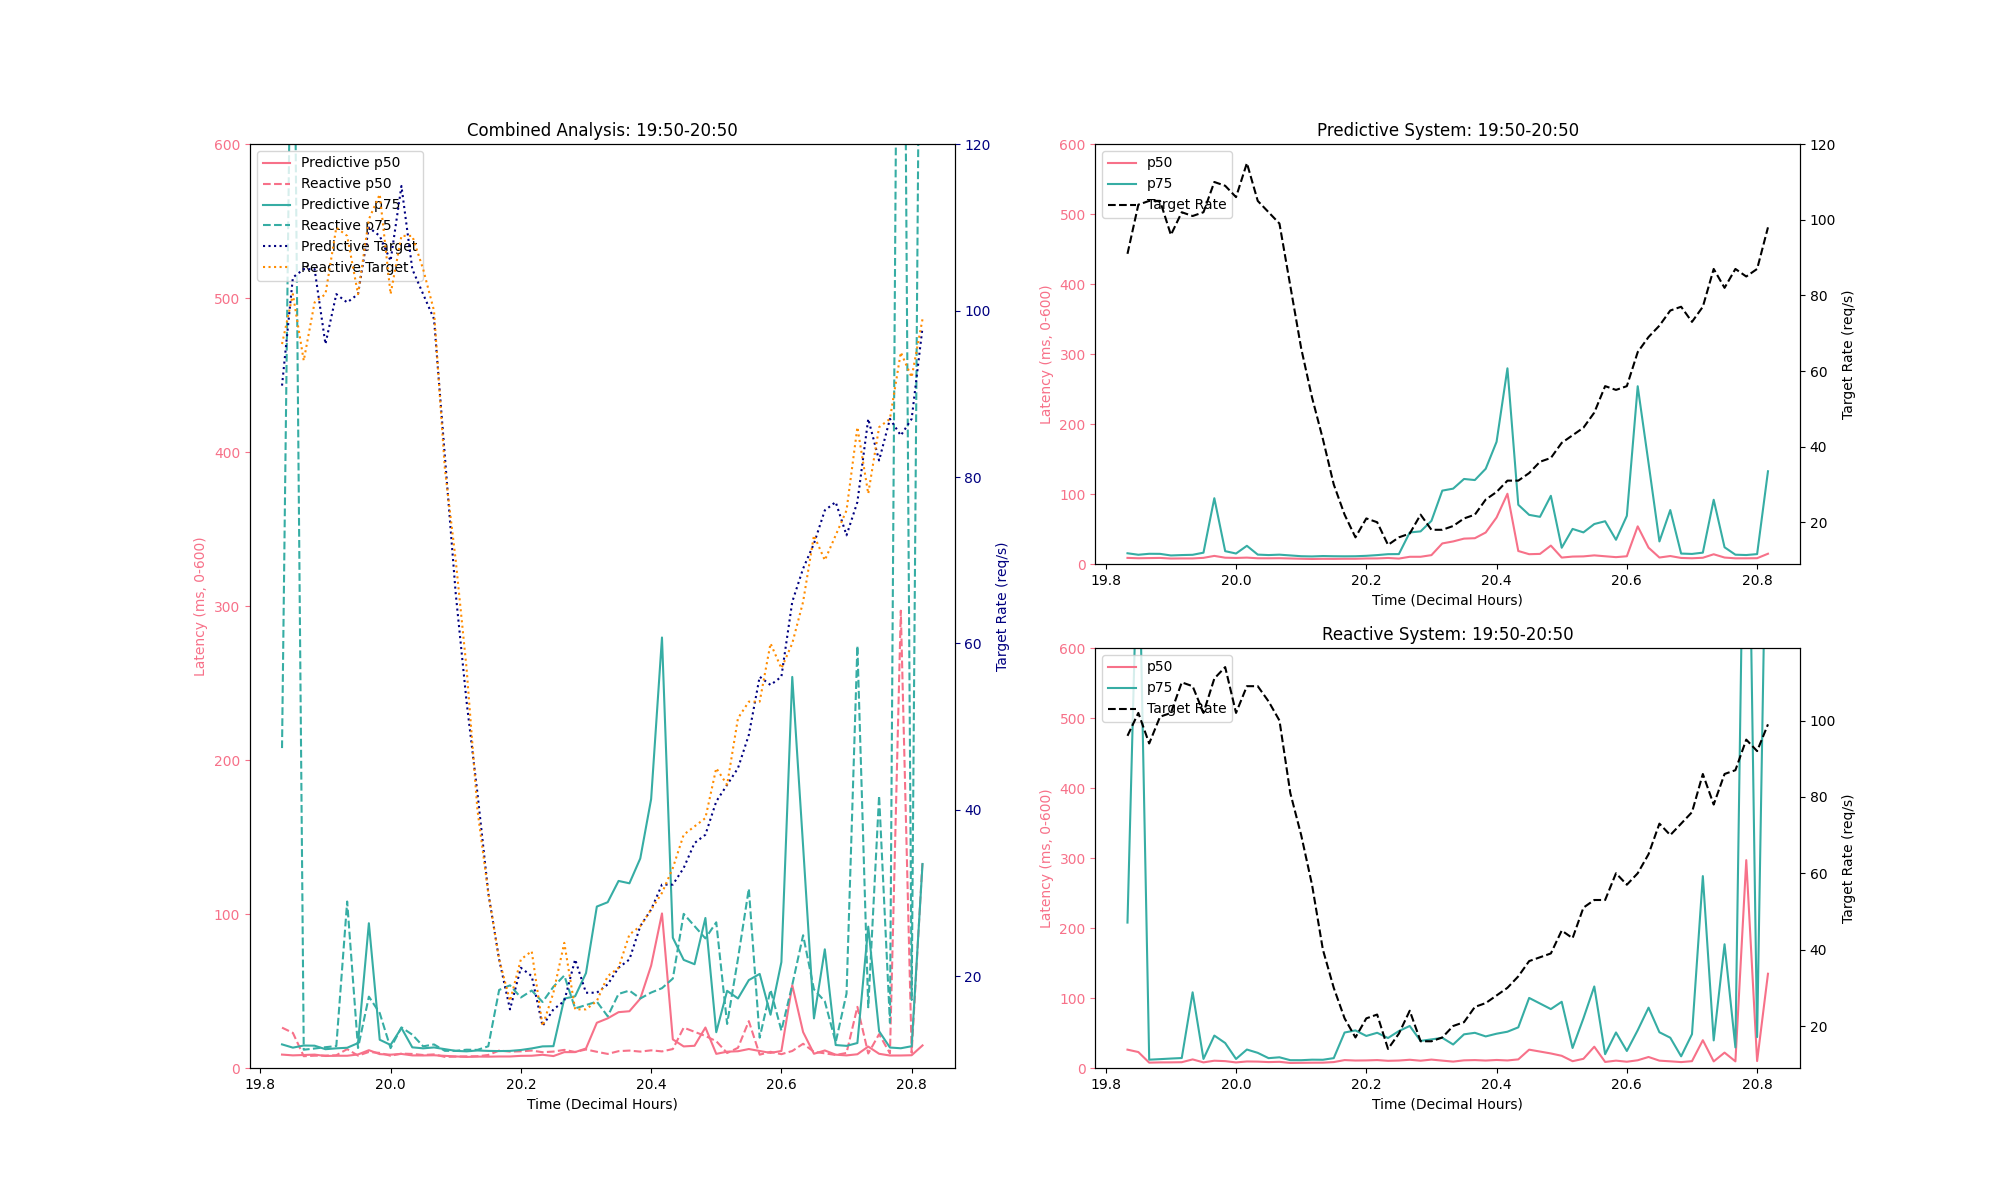 Combined Analysis: 19:50-20:50
Predictive p50
Reactive p50
Predictive p75
Reactive p75
Predictive Target
Reactive Target
600
500
400
300
200
100
0
Latency (ms, 0-600)
120
100
80
60
40
20
Target Rate (req/s)
19.8 20.0 20.2 20.4 20.6 20.8
Time (Decimal Hours)
Predictive System: 19:50-20:50
p50
p75
Target Rate
600
500
400
300
200
100
0
Latency (ms, 0-600)
120
100
80
60
40
20
Target Rate (req/s)
19.8 20.0 20.2 20.4 20.6 20.8
Time (Decimal Hours)
Reactive System: 19:50-20:50
p50
p75
Target Rate
600
500
400
300
200
100
0
Latency (ms, 0-600)
100
80
60
40
20
Target Rate (req/s)
19.8 20.0 20.2 20.4 20.6 20.8
Time (Decimal Hours)